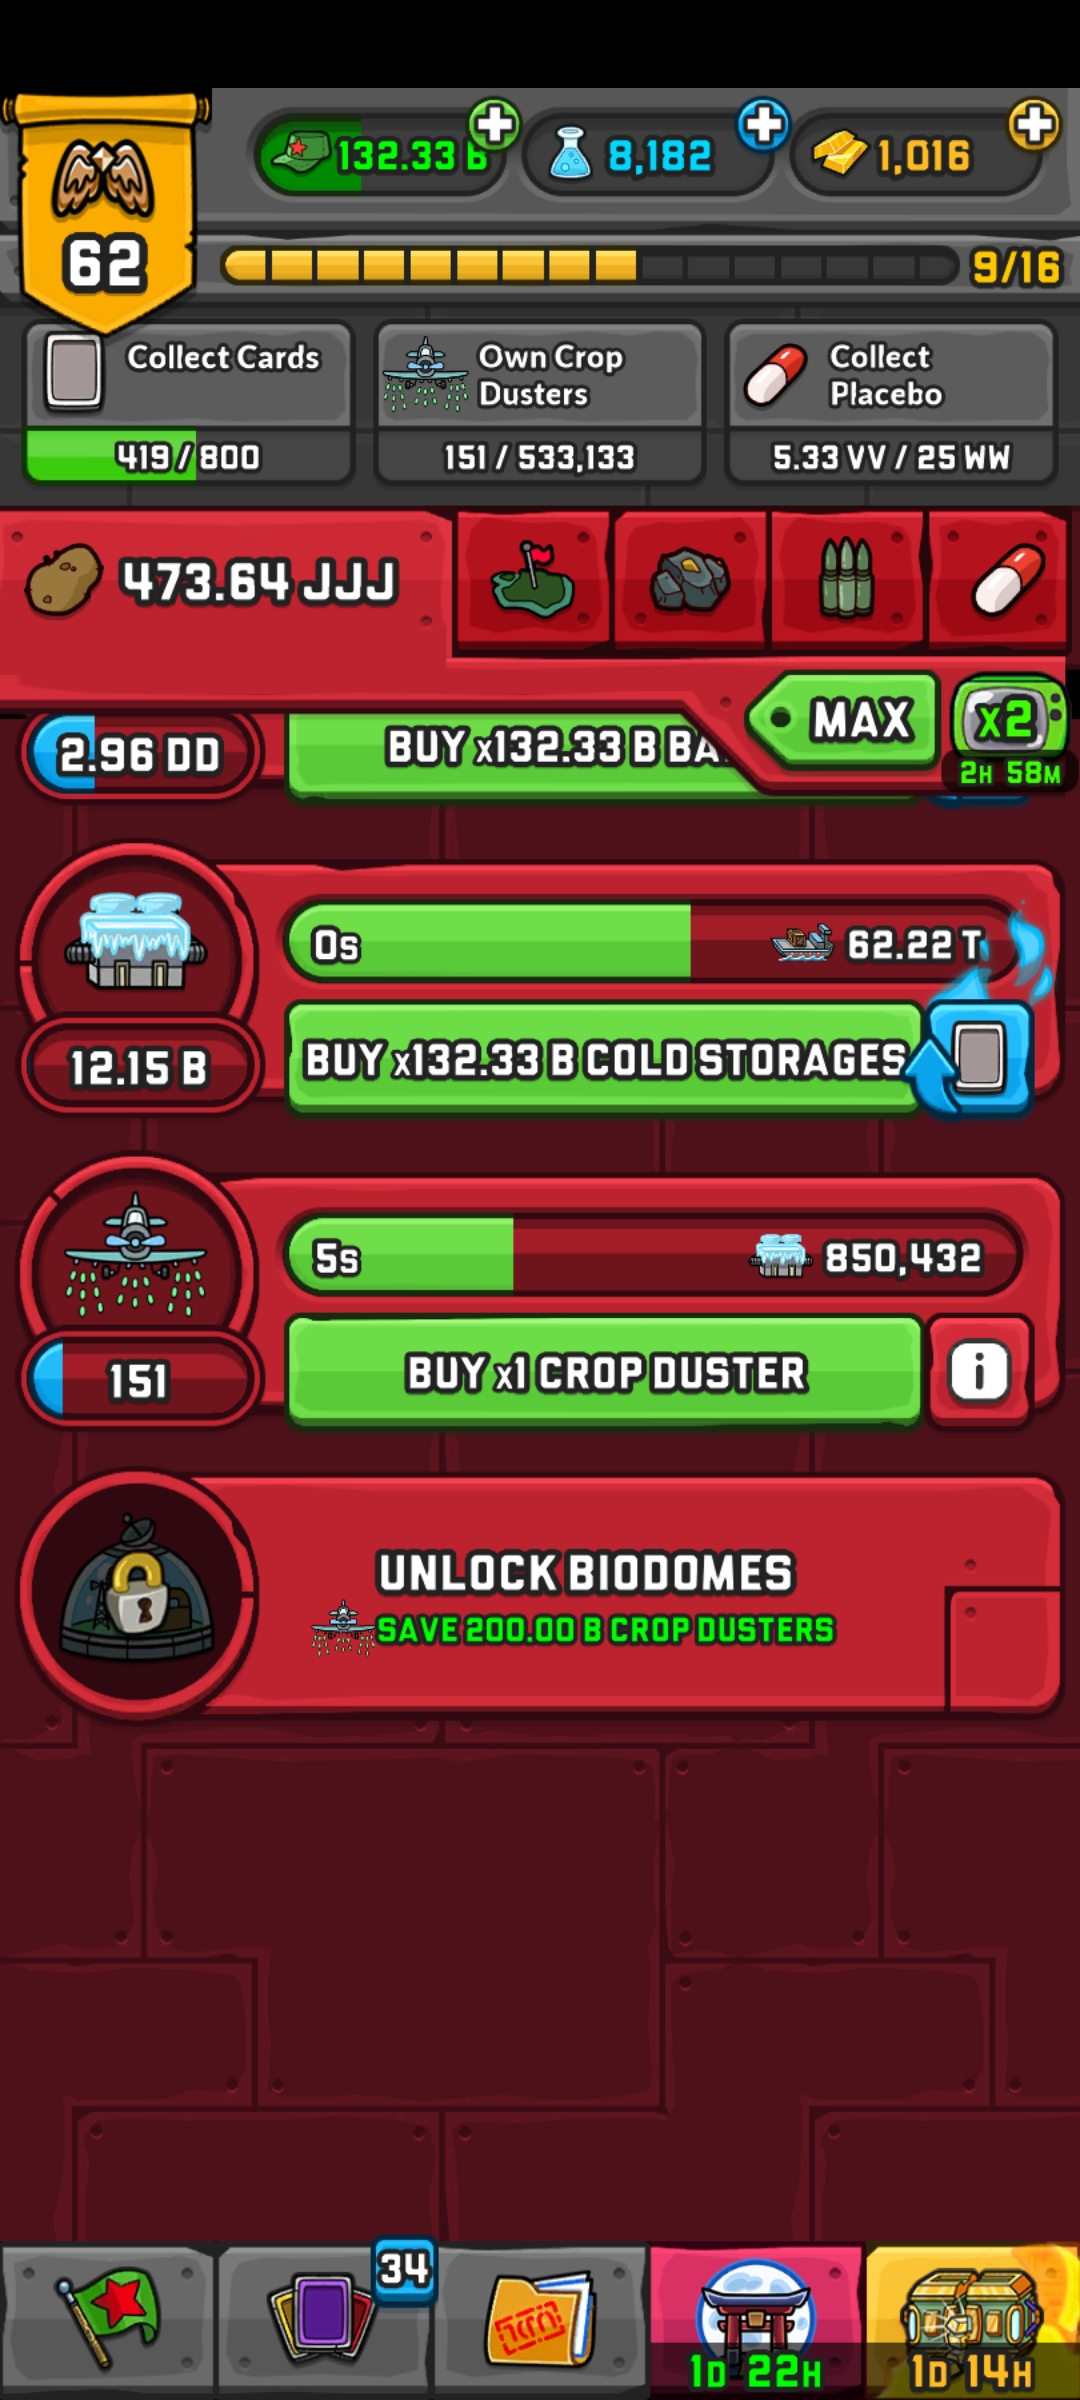 132.33 B
8,182
1,016
62
9/16
Collect Cards
419 / 800
Own Crop
Dusters
151 / 533,133
Collect
Placebo
5.33 VV / 25 WW
473.64 JJJ
MAX
x2
2H 58M
2.96 DD
BUY x132.33 B BA
0s
62.22 T
12.15 B
BUY x132.33 B COLD STORAGES
5s
850,432
151
BUY x1 CROP DUSTER
i
UNLOCK BIODOMES
SAVE 200.00 B CROP DUSTERS
34
1D 22H
1D 14H